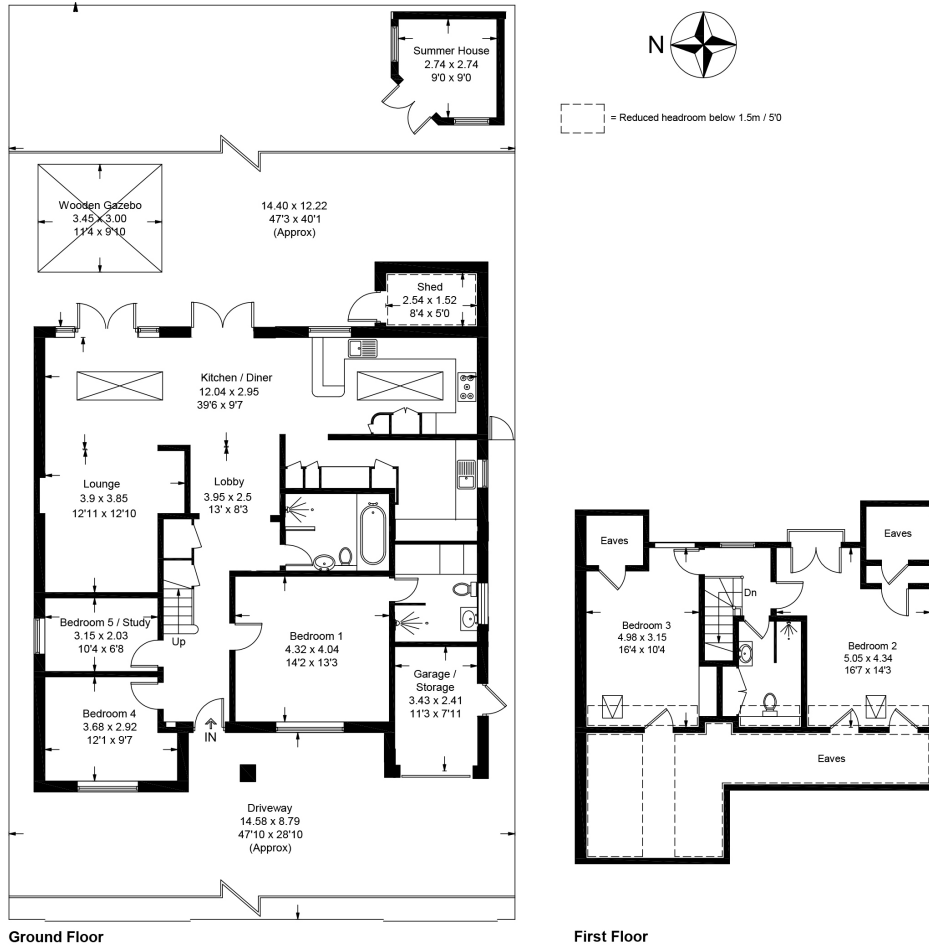 Summer House
2.74 x 2.74
9'0 x 9'0
N
= Reduced headroom below 1.5m / 5'0
Wooden Gazebo
3.45 x 3.00
11'4 x 9'10
14.40 x 12.22
47'3 x 40'1
(Approx)
Shed
2.54 x 1.52
8'4 x 5'0
Kitchen / Diner
12.04 x 2.95
39'6 x 9'7
Lounge
3.9 x 3.85
12'11 x 12'10
Lobby
3.95 x 2.5
13' x 8'3
Bedroom 5 / Study
3.15 x 2.03
10'4 x 6'8
Up
Bedroom 1
4.32 x 4.04
14'2 x 13'3
Garage /
Storage
3.43 x 2.41
11'3 x 7'11
Bedroom 4
3.68 x 2.92
12'1 x 9'7
IN
Driveway
14.58 x 8.79
47'10 x 28'10
(Approx)
Ground Floor
Eaves
Eaves
Dn
Bedroom 3
4.98 x 3.15
16'4 x 10'4
Bedroom 2
5.05 x 4.34
16'7 x 14'3
Eaves
First Floor